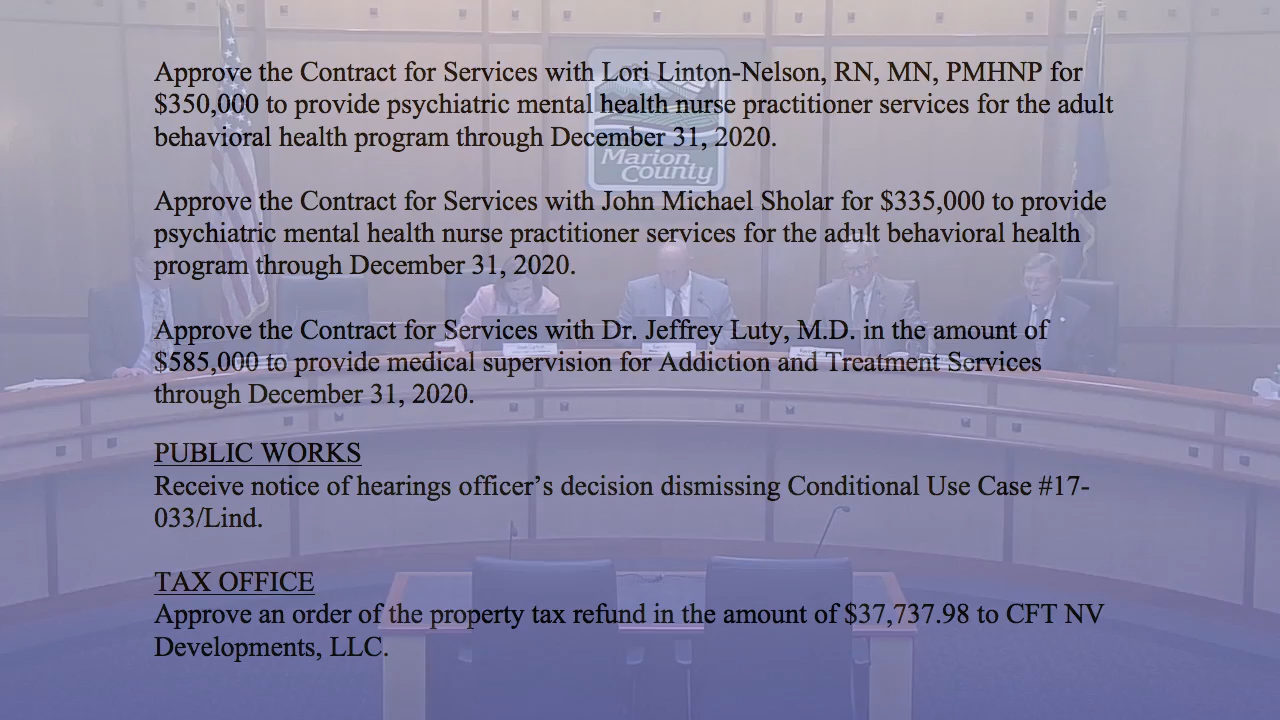 Approve the Contract for Services with Lori Linton-Nelson, RN, MN, PMHNP for
$350,000 to provide psychiatric mental health nurse practitioner services for the adult
behavioral health program through December 31, 2020.
Marion
County
Approve the Contract for Services with John Michael Sholar for $335,000 to provide
psychiatric mental health nurse practitioner services for the adult behavioral health
program through December 31, 2020.
Approve the Contract for Services with Dr. Jeffrey Luty, M.D. in the amount of
$585,000 to provide medical supervision for Addiction and Treatment Services
through December 31, 2020.
PUBLIC WORKS
Receive notice of hearings officer’s decision dismissing Conditional Use Case #17-
033/Lind.
TAX OFFICE
Approve an order of the property tax refund in the amount of $37,737.98 to CFT NV
Developments, LLC.